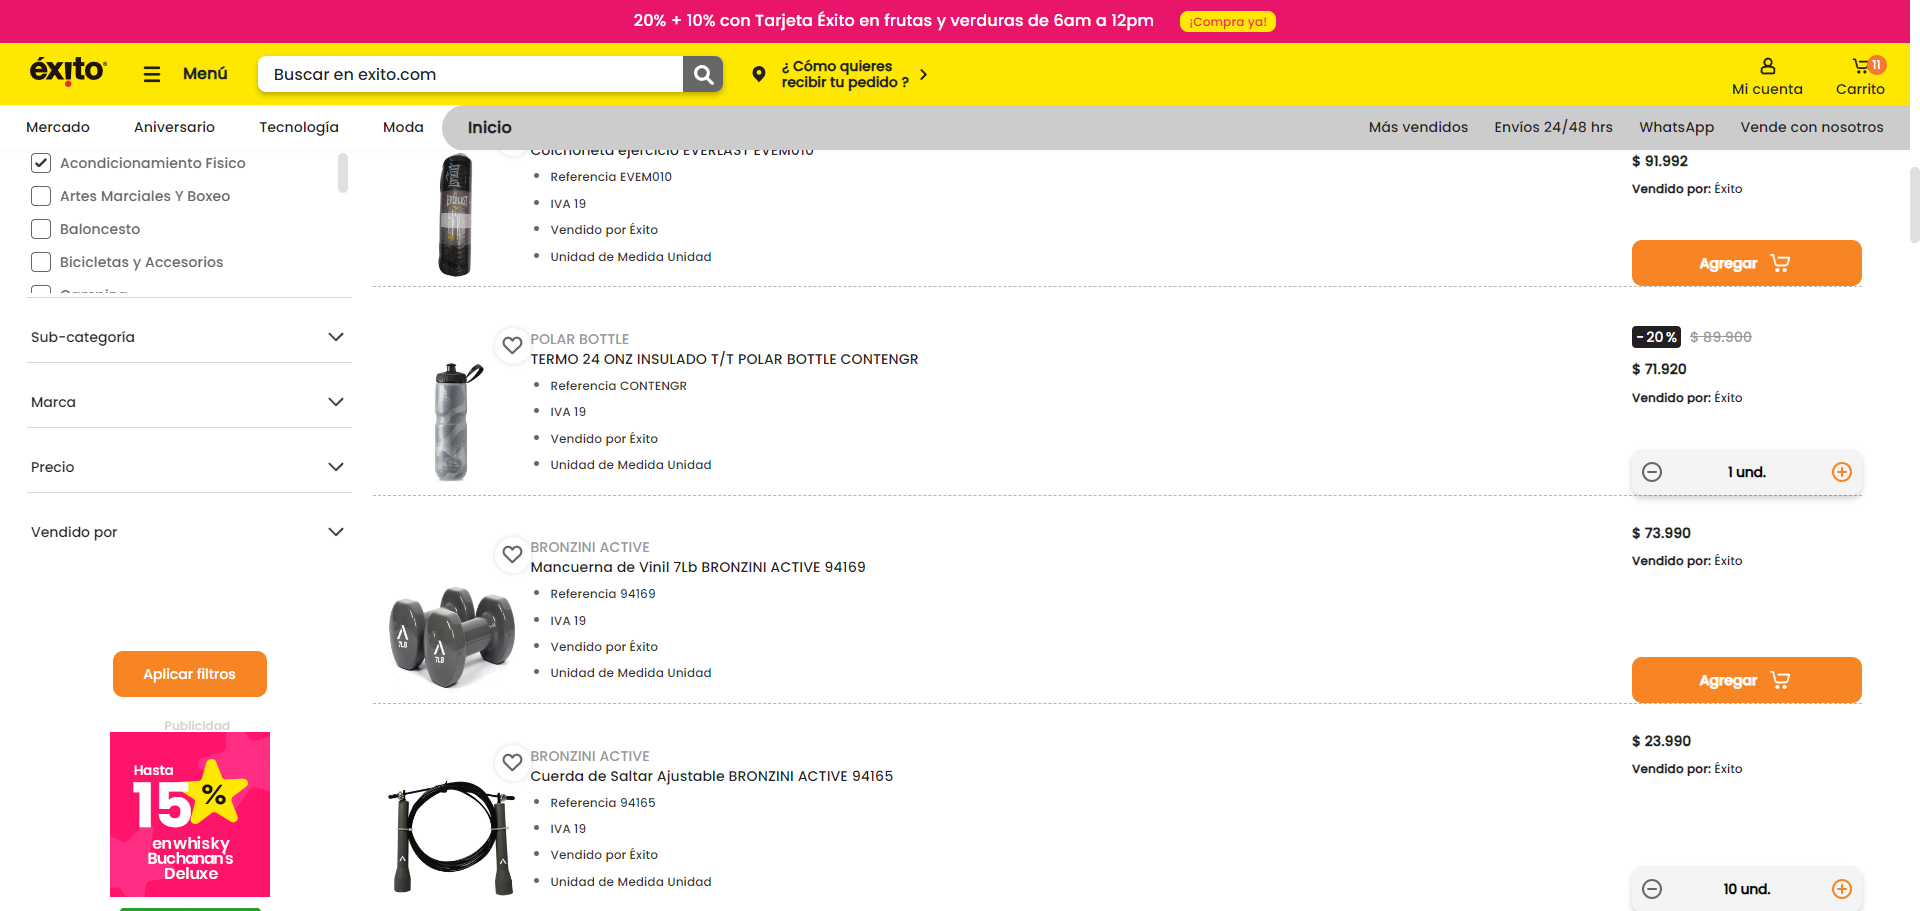 20% + 10% con Tarjeta Éxito en frutas y verduras de 6am a 12pm
¡Compra ya!
éxito
Menú
Buscar en exito.com
¿ Cómo quieres
recibir tu pedido ?
Mi cuenta
11
Carrito
Mercado
Aniversario
Tecnología
Moda
Inicio
Más vendidos
Envíos 24/48 hrs
WhatsApp
Vende con nosotros
Acondicionamiento Fisico
Artes Marciales Y Boxeo
Baloncesto
Bicicletas y Accesorios
Camping
Sub-categoría
Marca
Precio
Vendido por
Aplicar filtros
Publicidad
Hasta
15%
en whisky
Buchanan's
Deluxe
Colchoneta ejercicio EVERLAST EVEM010
Referencia EVEM010
IVA 19
Vendido por Éxito
Unidad de Medida Unidad
$ 91.992
Vendido por: Éxito
Agregar
POLAR BOTTLE
TERMO 24 ONZ INSULADO T/T POLAR BOTTLE CONTENGR
Referencia CONTENGR
IVA 19
Vendido por Éxito
Unidad de Medida Unidad
-20% $ 89.900
$ 71.920
Vendido por: Éxito
1 und.
BRONZINI ACTIVE
Mancuerna de Vinil 7Lb BRONZINI ACTIVE 94169
Referencia 94169
IVA 19
Vendido por Éxito
Unidad de Medida Unidad
7LB
7LB
$ 73.990
Vendido por: Éxito
Agregar
BRONZINI ACTIVE
Cuerda de Saltar Ajustable BRONZINI ACTIVE 94165
Referencia 94165
IVA 19
Vendido por Éxito
Unidad de Medida Unidad
$ 23.990
Vendido por: Éxito
10 und.